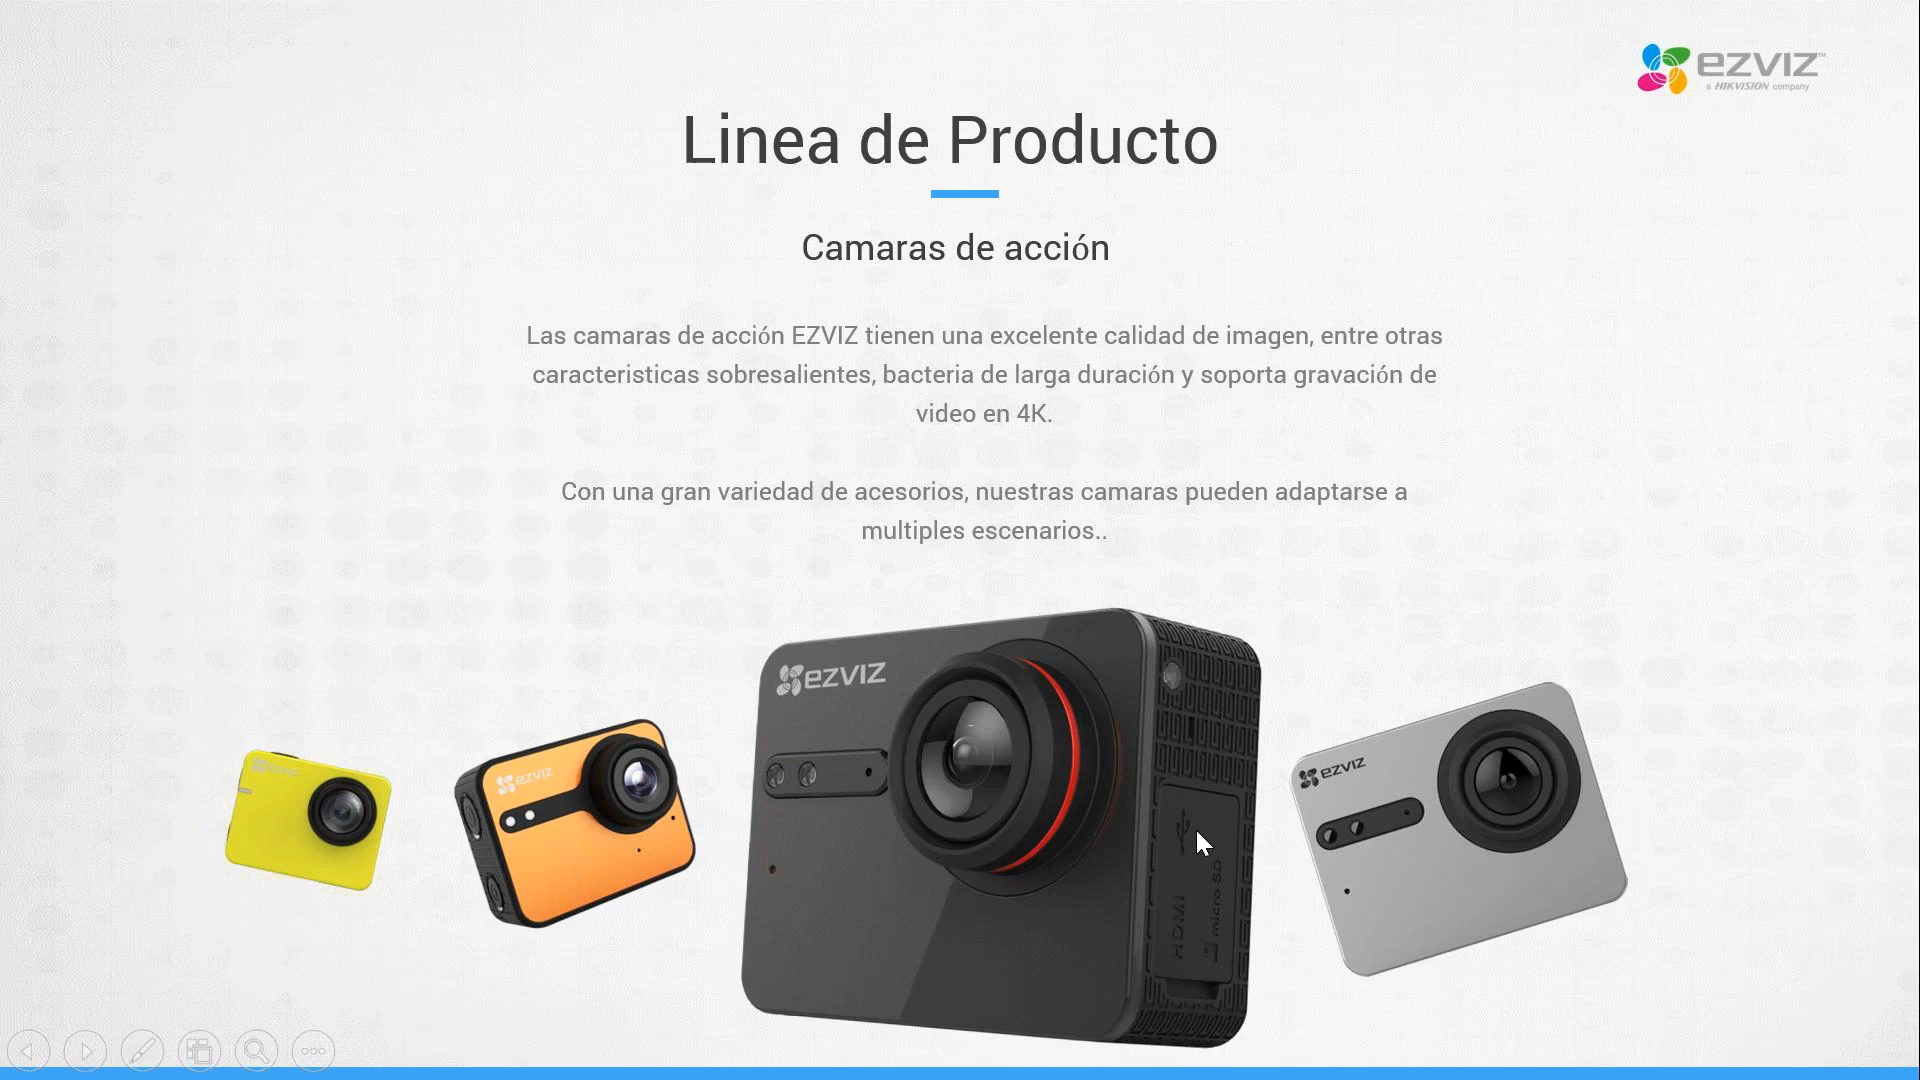 ezviz™
a HIKVISION company
Linea de Producto
Camaras de acción
Las camaras de acción EZVIZ tienen una excelente calidad de imagen, entre otras
caracteristicas sobresalientes, bacteria de larga duración y soporta gravación de
video en 4K.
Con una gran variedad de acesorios, nuestras camaras pueden adaptarse a
multiples escenarios..
ezviz
ezviz
ezviz
HDMI
micro SD
ezviz